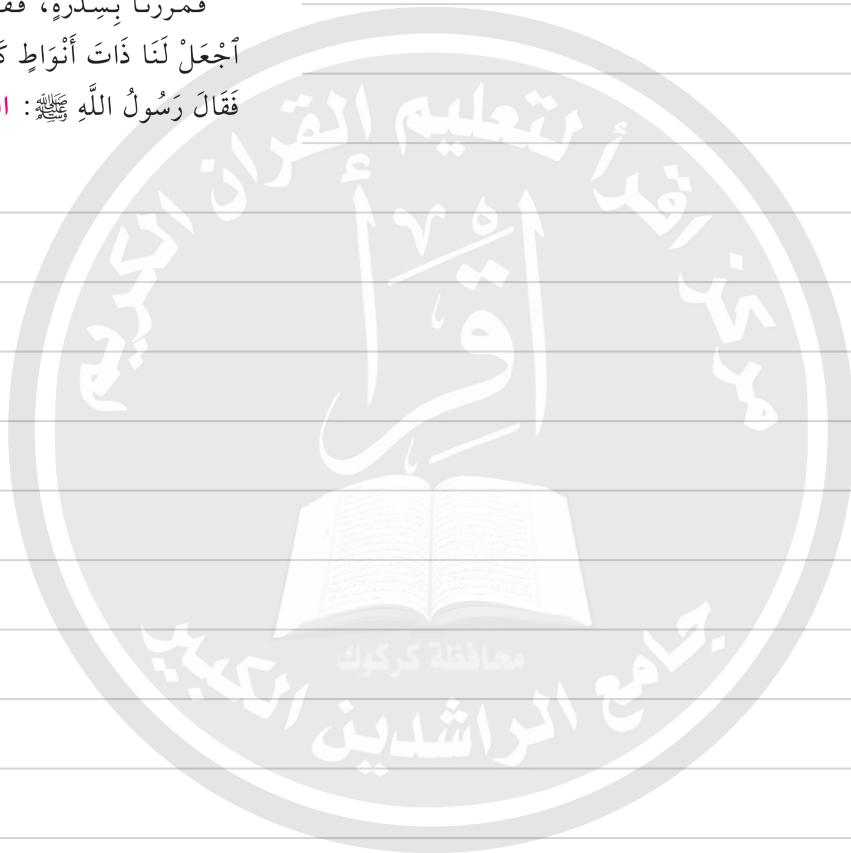 فَمَرَرْنَا بِسِدْرَةٍ،
ٱجْعَلْ لَنَا ذَاتَ أَنْوَاطٍ
فَقَالَ رَسُولُ اللَّهِ ﷺ:
مركز اقرأ لتعليم القرآن الكريم
اقْرَأْ
محافظة كركوك
جامع الراشدين الكبير